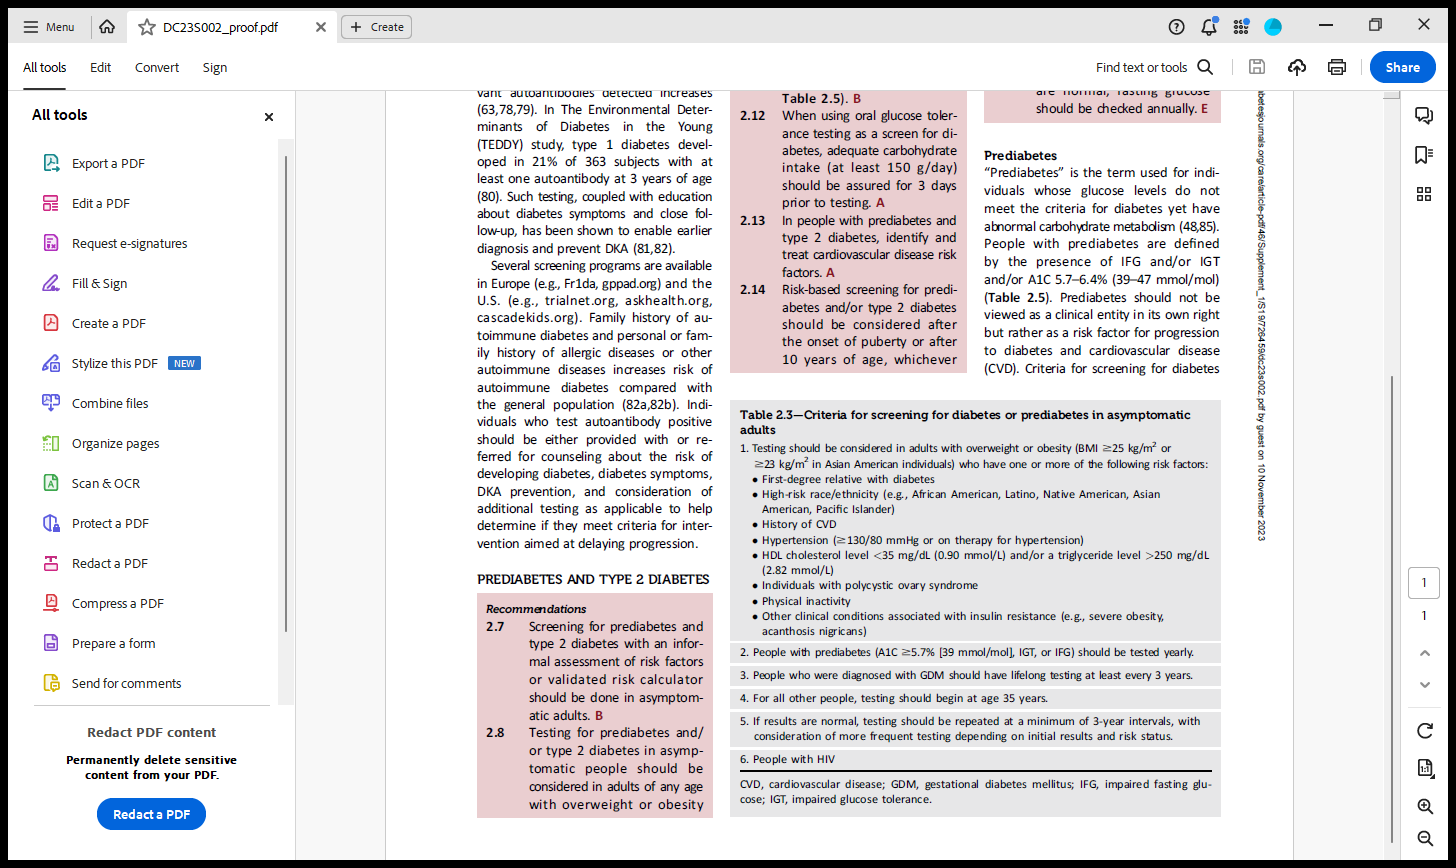 Menu
DC23S002_proof.pdf
Create
All tools
Edit
Convert
Sign
Find text or tools
Share
All tools
Export a PDF
Edit a PDF
Request e-signatures
Fill & Sign
Create a PDF
Stylize this PDF NEW
Combine files
Organize pages
Scan & OCR
Protect a PDF
Redact a PDF
Compress a PDF
Prepare a form
Send for comments
Redact PDF content
Permanently delete sensitive
content from your PDF.
Redact a PDF
vant autoantibodies detected increases
(63,78,79). In The Environmental Deter-
minants of Diabetes in the Young
(TEDDY) study, type 1 diabetes devel-
oped in 21% of 363 subjects with at
least one autoantibody at 3 years of age
(80). Such testing, coupled with education
about diabetes symptoms and close fol-
low-up, has been shown to enable earlier
diagnosis and prevent DKA (81,82).
Several screening programs are available
in Europe (e.g., Fr1da, gppad.org) and the
U.S. (e.g., trialnet.org, askhealth.org,
cascadekids.org). Family history of au-
toimmune diabetes and personal or fam-
ily history of allergic diseases or other
autoimmune diseases increases risk of
autoimmune diabetes compared with
the general population (82a,82b). Indi-
viduals who test autoantibody positive
should be either provided with or re-
ferred for counseling about the risk of
developing diabetes, diabetes symptoms,
DKA prevention, and consideration of
additional testing as applicable to help
determine if they meet criteria for inter-
vention aimed at delaying progression.
PREDIABETES AND TYPE 2 DIABETES
Recommendations
2.7 Screening for prediabetes and
type 2 diabetes with an infor-
mal assessment of risk factors
or validated risk calculator
should be done in asymptom-
atic adults. B
2.8 Testing for prediabetes and/
or type 2 diabetes in asymp-
tomatic people should be
considered in adults of any age
with overweight or obesity
Table 2.5). B
2.12 When using oral glucose toler-
ance testing as a screen for di-
abetes, adequate carbohydrate
intake (at least 150 g/day)
should be assured for 3 days
prior to testing. A
2.13 In people with prediabetes and
type 2 diabetes, identify and
treat cardiovascular disease risk
factors. A
2.14 Risk-based screening for predi-
abetes and/or type 2 diabetes
should be considered after
the onset of puberty or after
10 years of age, whichever
are normal, fasting glucose
should be checked annually. E
Prediabetes
“Prediabetes” is the term used for indi-
viduals whose glucose levels do not
meet the criteria for diabetes yet have
abnormal carbohydrate metabolism (48,85).
People with prediabetes are defined
by the presence of IFG and/or IGT
and/or A1C 5.7–6.4% (39–47 mmol/mol)
(Table 2.5). Prediabetes should not be
viewed as a clinical entity in its own right
but rather as a risk factor for progression
to diabetes and cardiovascular disease
(CVD). Criteria for screening for diabetes
Table 2.3—Criteria for screening for diabetes or prediabetes in asymptomatic
adults
1. Testing should be considered in adults with overweight or obesity (BMI ≥25 kg/m² or
≥23 kg/m² in Asian American individuals) who have one or more of the following risk factors:
• First-degree relative with diabetes
• High-risk race/ethnicity (e.g., African American, Latino, Native American, Asian
American, Pacific Islander)
• History of CVD
• Hypertension (≥130/80 mmHg or on therapy for hypertension)
• HDL cholesterol level <35 mg/dL (0.90 mmol/L) and/or a triglyceride level >250 mg/dL
(2.82 mmol/L)
• Individuals with polycystic ovary syndrome
• Physical inactivity
• Other clinical conditions associated with insulin resistance (e.g., severe obesity,
acanthosis nigricans)
2. People with prediabetes (A1C ≥5.7% [39 mmol/mol], IGT, or IFG) should be tested yearly.
3. People who were diagnosed with GDM should have lifelong testing at least every 3 years.
4. For all other people, testing should begin at age 35 years.
5. If results are normal, testing should be repeated at a minimum of 3-year intervals, with
consideration of more frequent testing depending on initial results and risk status.
6. People with HIV
CVD, cardiovascular disease; GDM, gestational diabetes mellitus; IFG, impaired fasting glu-
cose; IGT, impaired glucose tolerance.
betesjournals.org/care/article-pdf/46/Supplement_1/S19/726459/dc23s002.pdf by guest on 10 November 2023
1
1
1:1